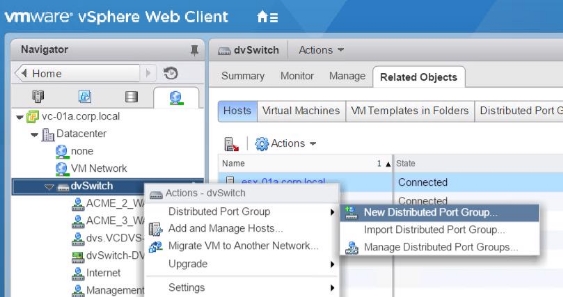 vmware® vSphere Web Client
Navigator
dvSwitch Actions
Home
Summary Monitor Manage Related Objects
Hosts Virtual Machines VM Templates in Folders Distributed Port G
vc-01a.corp.local
Datacenter
Actions
none
Name 1 State
VM Network
esx-01a.corp.local Connected
dvSwitch
Actions - dvSwitch
Connected
ACME_2_W
Distributed Port Group
New Distributed Port Group...
ACME_3_W
Add and Manage Hosts...
Import Distributed Port Group...
dvs.VCDVS
Migrate VM to Another Network...
Manage Distributed Port Groups...
dvSwitch-DV
Upgrade
Internet
Management
Settings